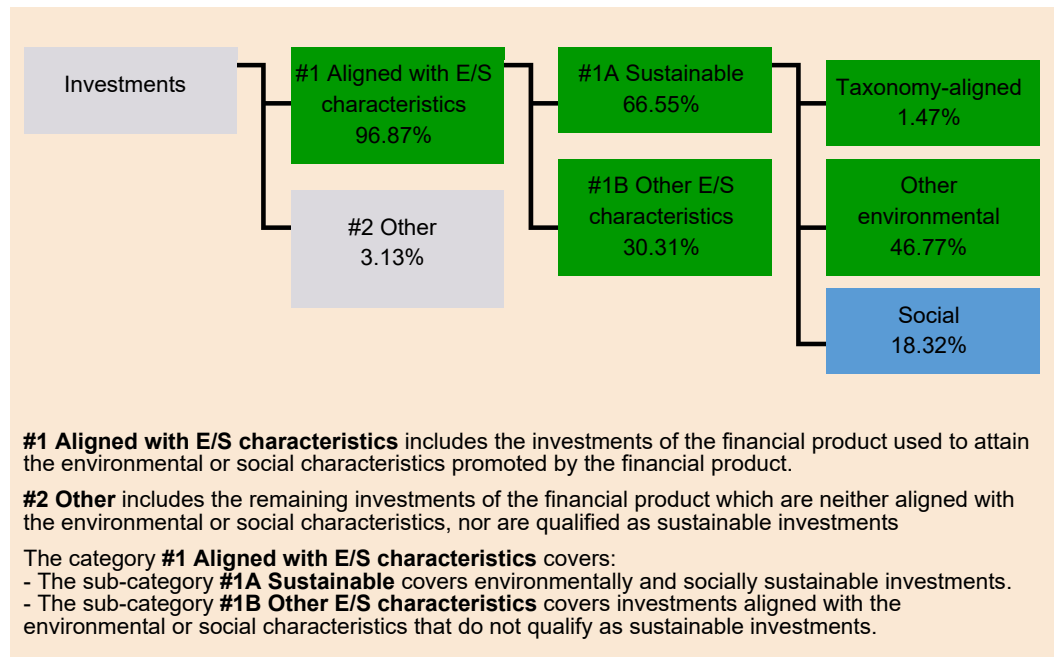 Investments
#1 Aligned with E/S
characteristics
96.87%
#2 Other
3.13%
#1A Sustainable
66.55%
#1B Other E/S
characteristics
30.31%
Taxonomy-aligned
1.47%
Other
environmental
46.77%
Social
18.32%
#1 Aligned with E/S characteristics includes the investments of the financial product used to attain
the environmental or social characteristics promoted by the financial product.
#2 Other includes the remaining investments of the financial product which are neither aligned with
the environmental or social characteristics, nor are qualified as sustainable investments
The category #1 Aligned with E/S characteristics covers:
- The sub-category #1A Sustainable covers environmentally and socially sustainable investments.
- The sub-category #1B Other E/S characteristics covers investments aligned with the
environmental or social characteristics that do not qualify as sustainable investments.